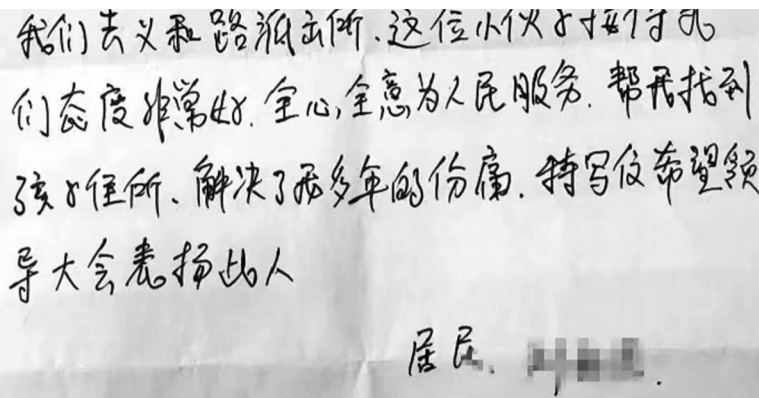 我们去义和路派出所、这位小伙子接待我
们态度非常好.全心全意为人民服务.帮我找到
孩子住所、解决了我多年的伤痛.特写信希望领
导大会表扬此人
居民、